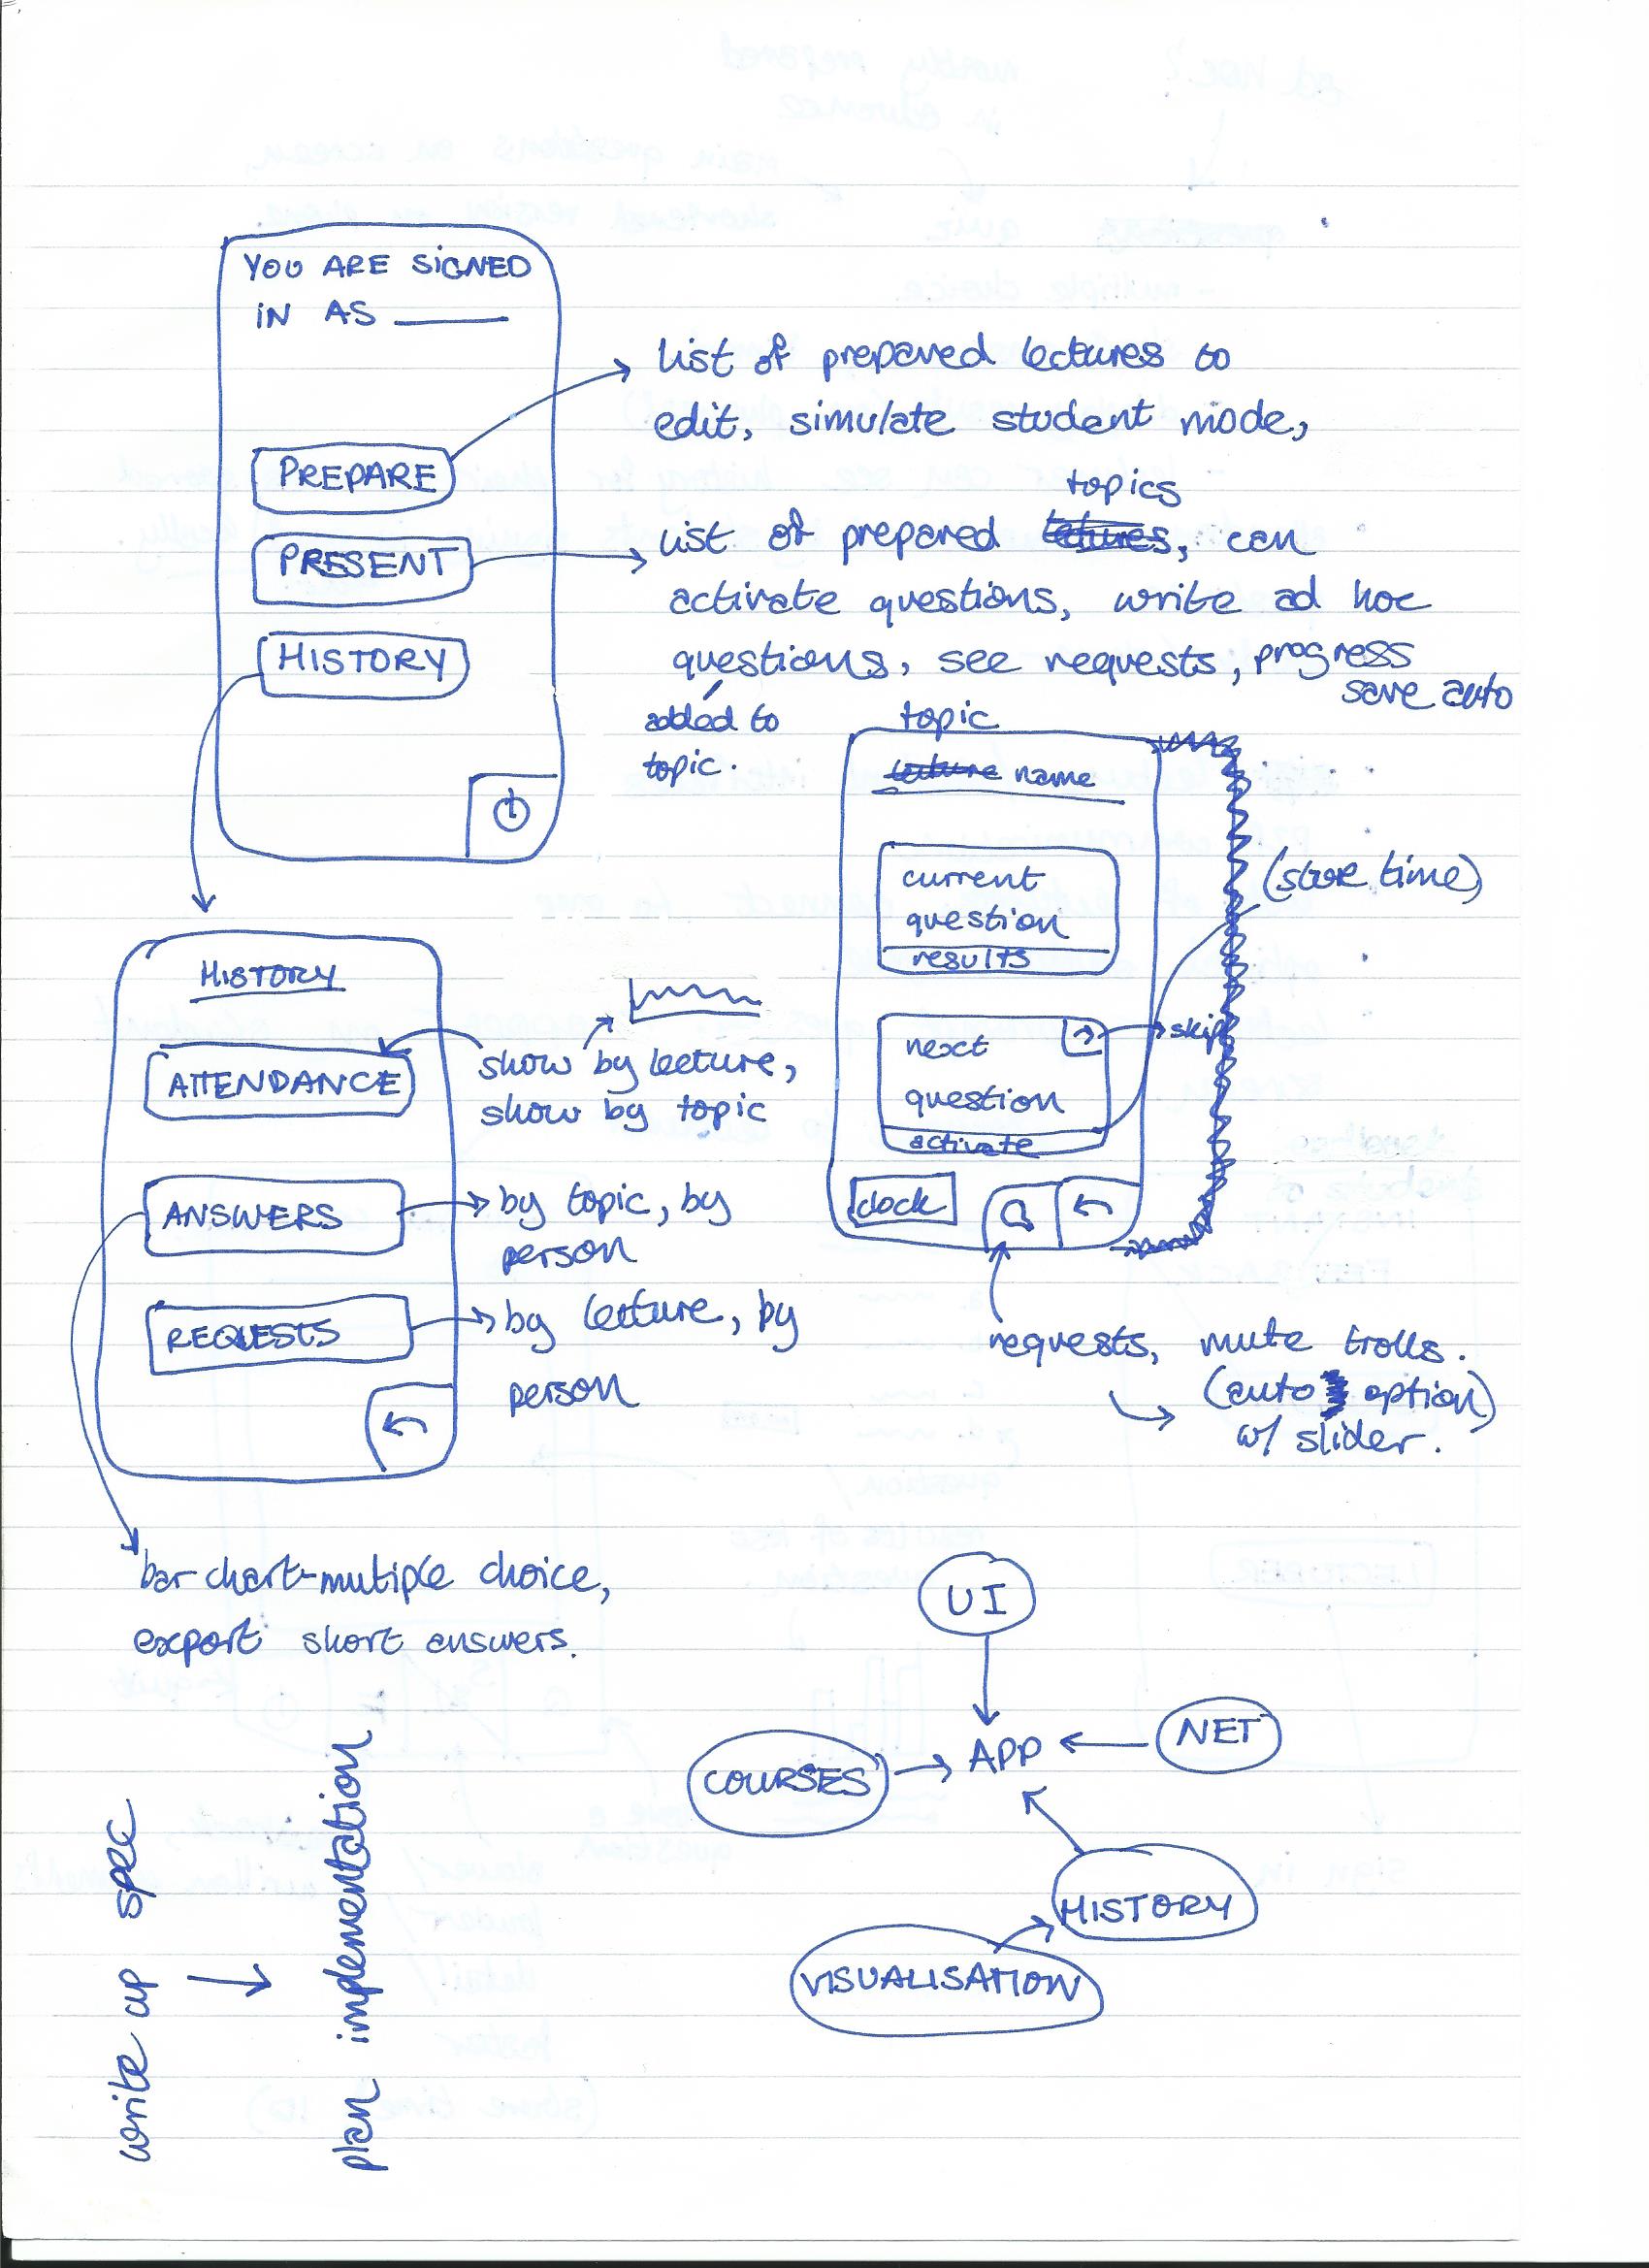 YOU ARE SIGNED
IN AS
PREPARE
PRESENT
HISTORY
list of prepared lectures to
edit, simulate student mode,
topics
list of prepared lectures, can
activate questions, write ad hoc
questions, see requests, progress
save auto
added to
topic.
topic
lecture name
current
question
results
(store time)
next
question
activate
skip
clock
Q
requests, mute trolls.
(auto option)
w/ slider.
HISTORY
ATTENDANCE
show by lecture,
show by topic
ANSWERS
by topic, by
person
REQUESTS
by lecture, by
person
bar chart-mutiple choice,
export short answers.
UI
APP
NET
COURSES
HISTORY
VISUALISATION
write up spec
plan implementation